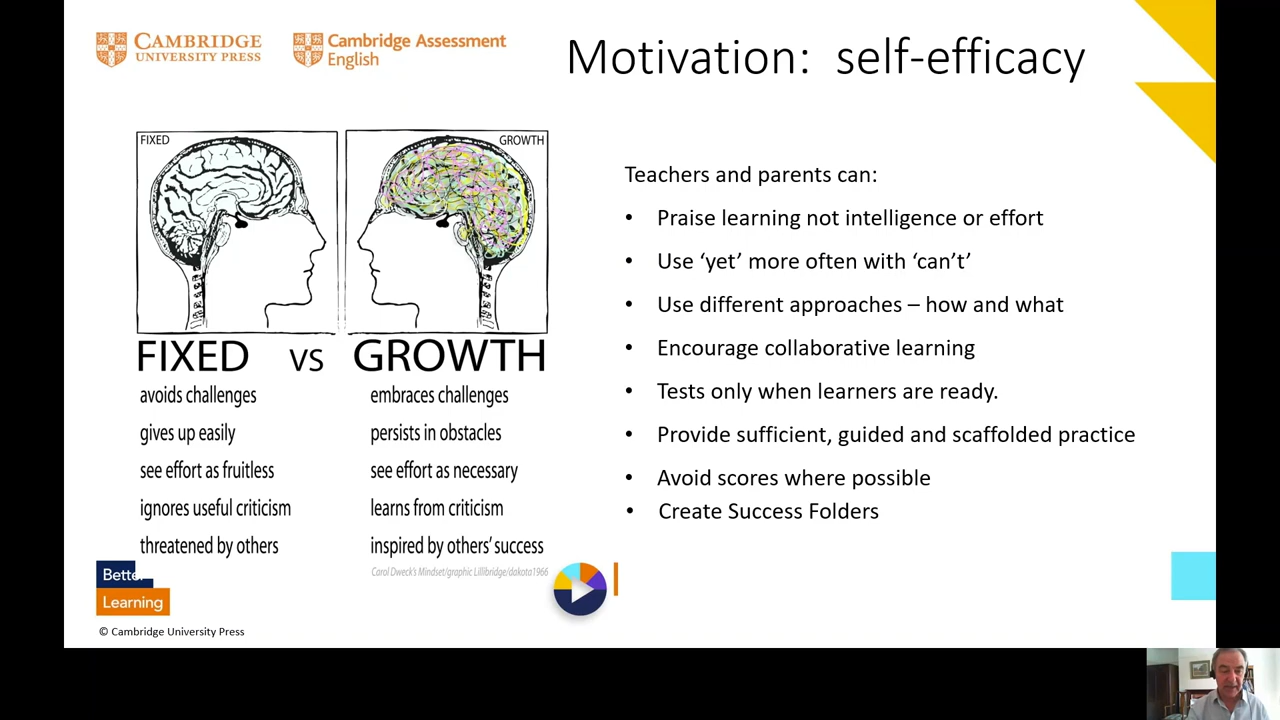 CAMBRIDGE
UNIVERSITY PRESS
Cambridge Assessment
English
Motivation: self-efficacy
FIXED
GROWTH
FIXED VS GROWTH
avoids challenges
embraces challenges
gives up easily
persists in obstacles
see effort as fruitless
see effort as necessary
ignores useful criticism
learns from criticism
threatened by others
inspired by others' success
Carol Dweck's Mindset/graphic Lillibridge/dakota1966
Teachers and parents can:
• Praise learning not intelligence or effort
• Use ‘yet’ more often with ‘can’t’
• Use different approaches – how and what
• Encourage collaborative learning
• Tests only when learners are ready.
• Provide sufficient, guided and scaffolded practice
• Avoid scores where possible
• Create Success Folders
Better
Learning
© Cambridge University Press